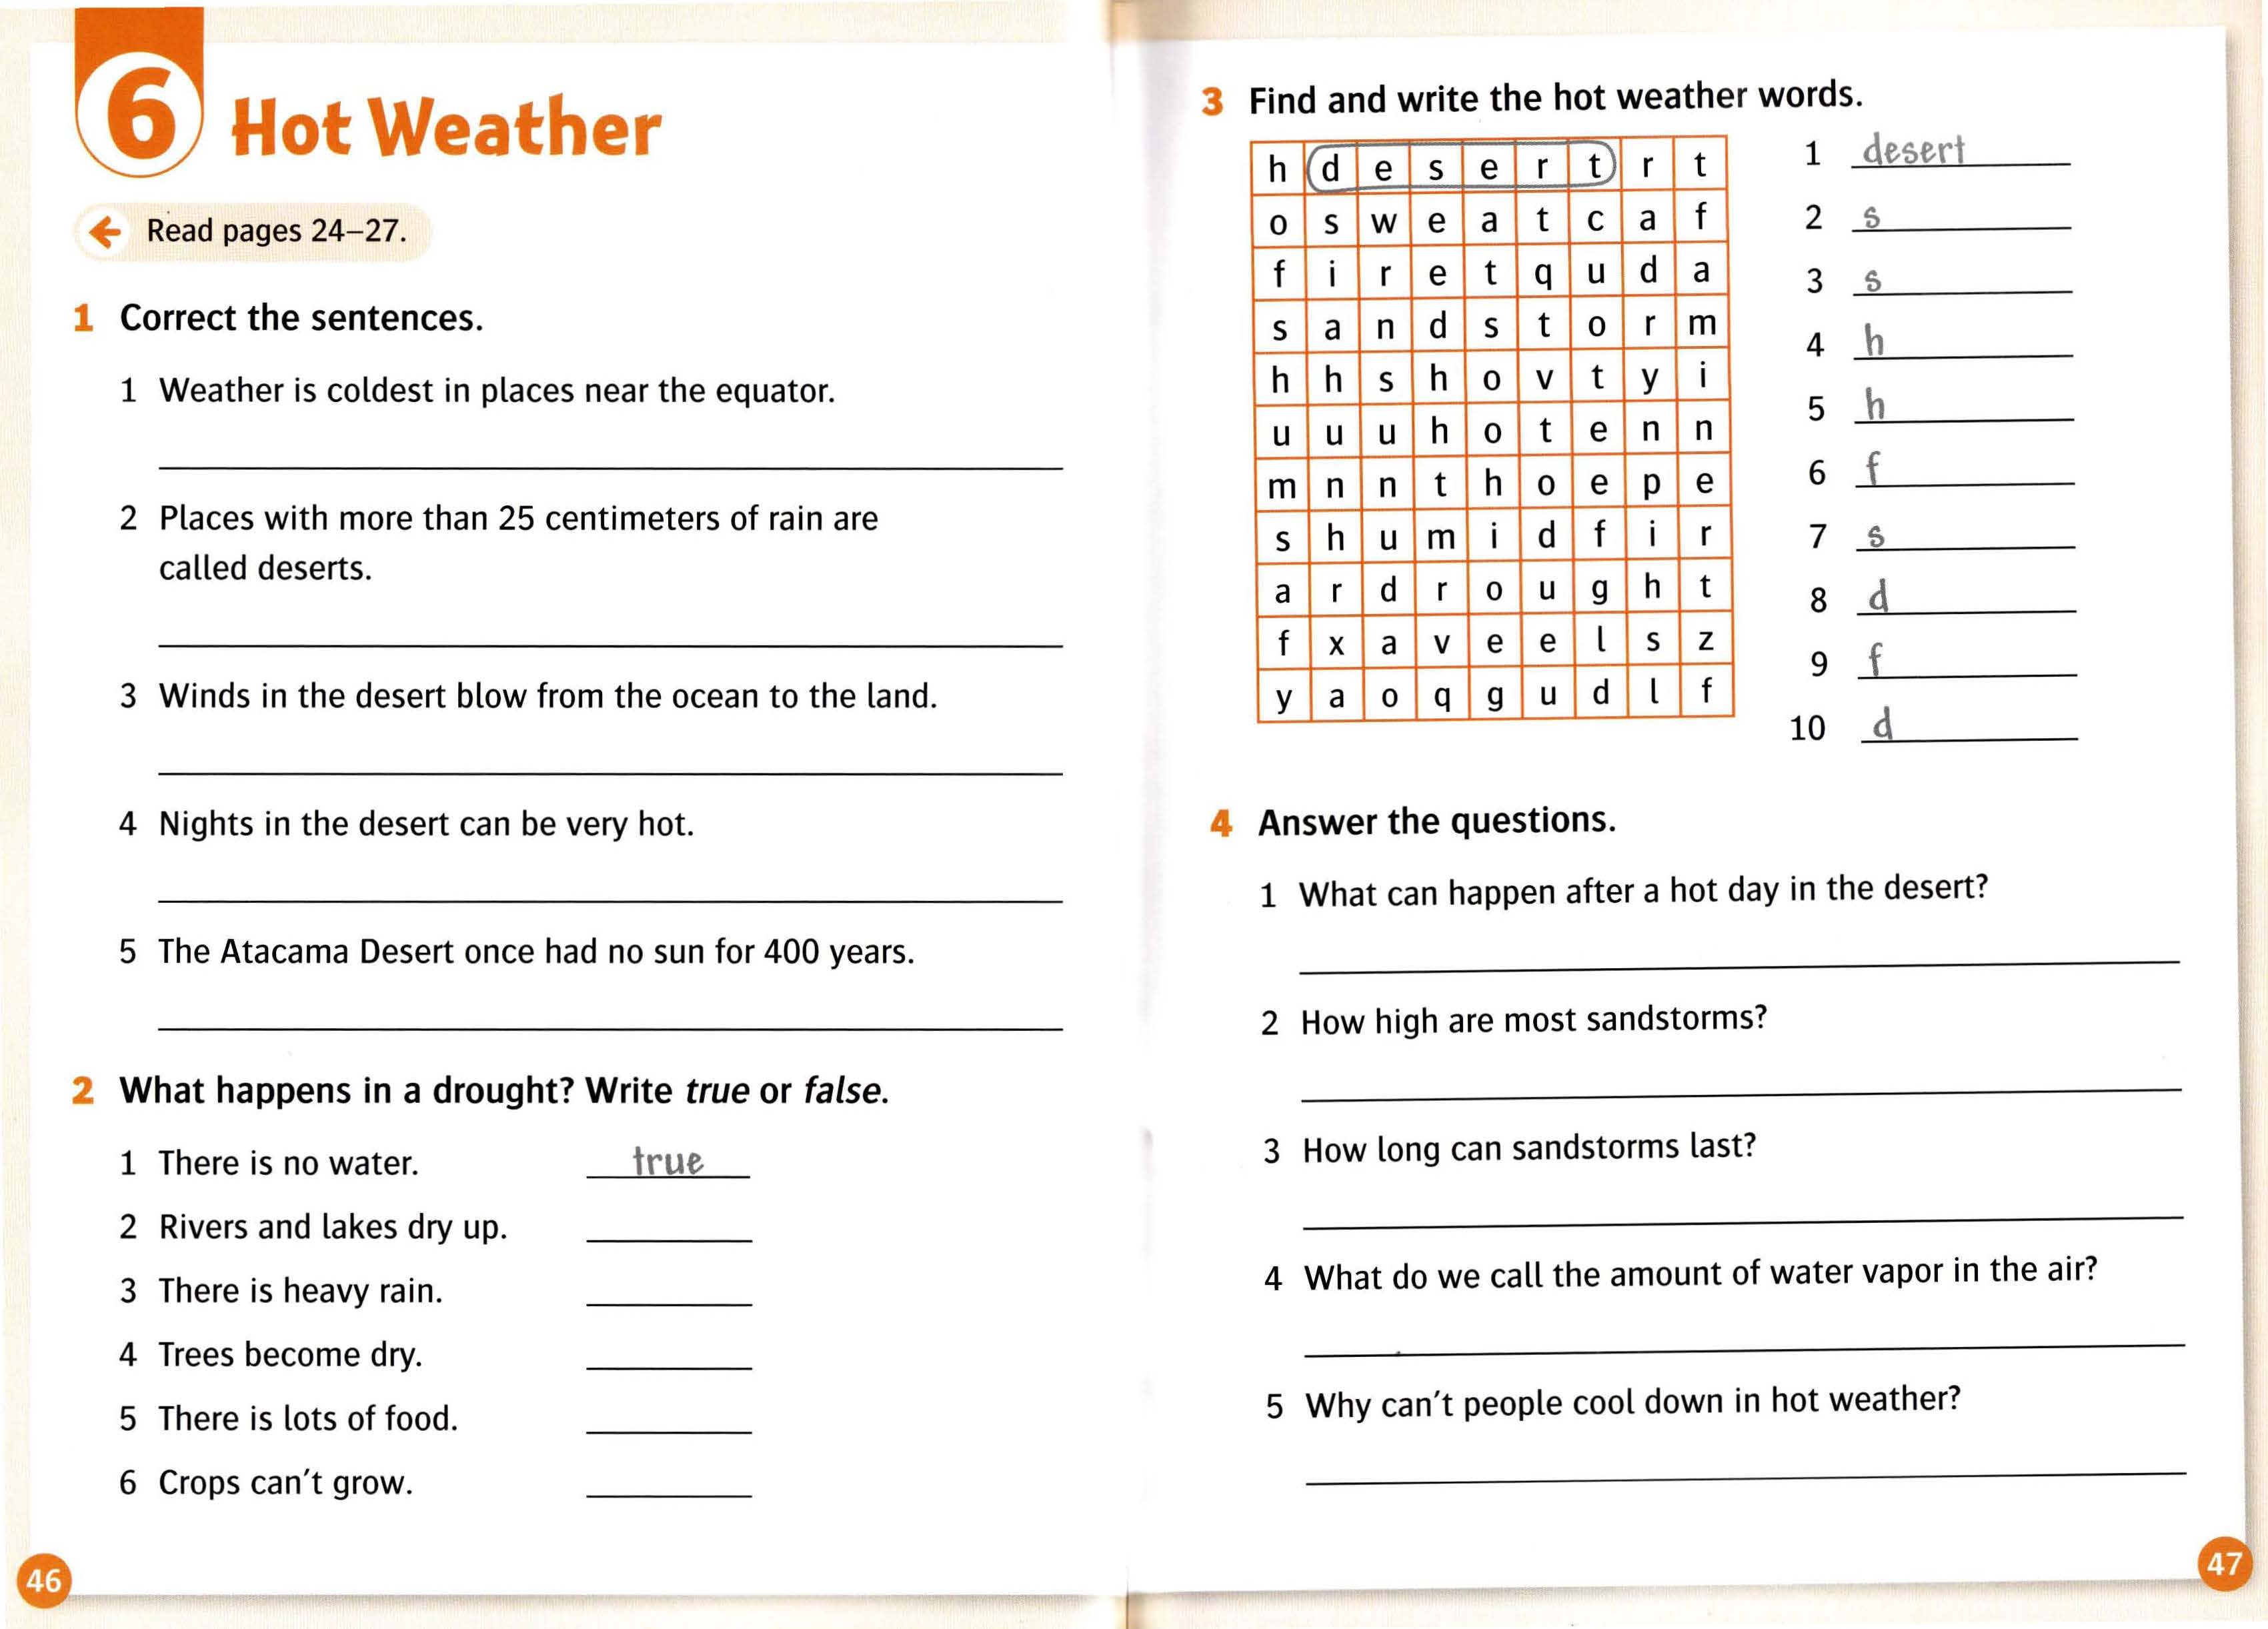 6 Hot Weather
Read pages 24–27.
1 Correct the sentences.
1 Weather is coldest in places near the equator.
2 Places with more than 25 centimeters of rain are
called deserts.
3 Winds in the desert blow from the ocean to the land.
4 Nights in the desert can be very hot.
5 The Atacama Desert once had no sun for 400 years.
2 What happens in a drought? Write true or false.
1 There is no water. true
2 Rivers and lakes dry up.
3 There is heavy rain.
4 Trees become dry.
5 There is lots of food.
6 Crops can't grow.
46
3 Find and write the hot weather words.
h d e s e r t r t
o s w e a t c a f
f i r e t q u d a
s a n d s t o r m
h h s h o v t y i
u u u h o t e n n
m n n t h o e p e
s h u m i d f i r
a r d r o u g h t
f x a v e e l s z
y a o q g u d l f
1 desert
2 s
3 s
4 h
5 h
6 f
7 s
8 d
9 f
10 d
4 Answer the questions.
1 What can happen after a hot day in the desert?
2 How high are most sandstorms?
3 How long can sandstorms last?
4 What do we call the amount of water vapor in the air?
5 Why can't people cool down in hot weather?
47